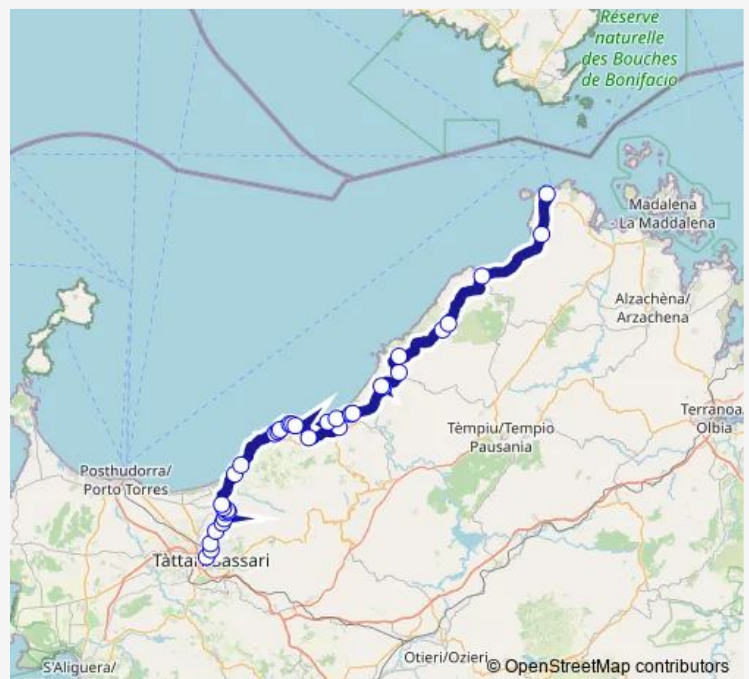 Réserve
naturelle
des Bouches
de Bonifacio
Madalena
La Maddalena
Alzachèna/
Arzachena
Terranoa/
Olbia
Tèmpiu/Tempio
Pausania
Posthudorra/
Porto Torres
Sassari
S'Aliguera/
Otieri/Ozieri
© OpenStreetMap contributors